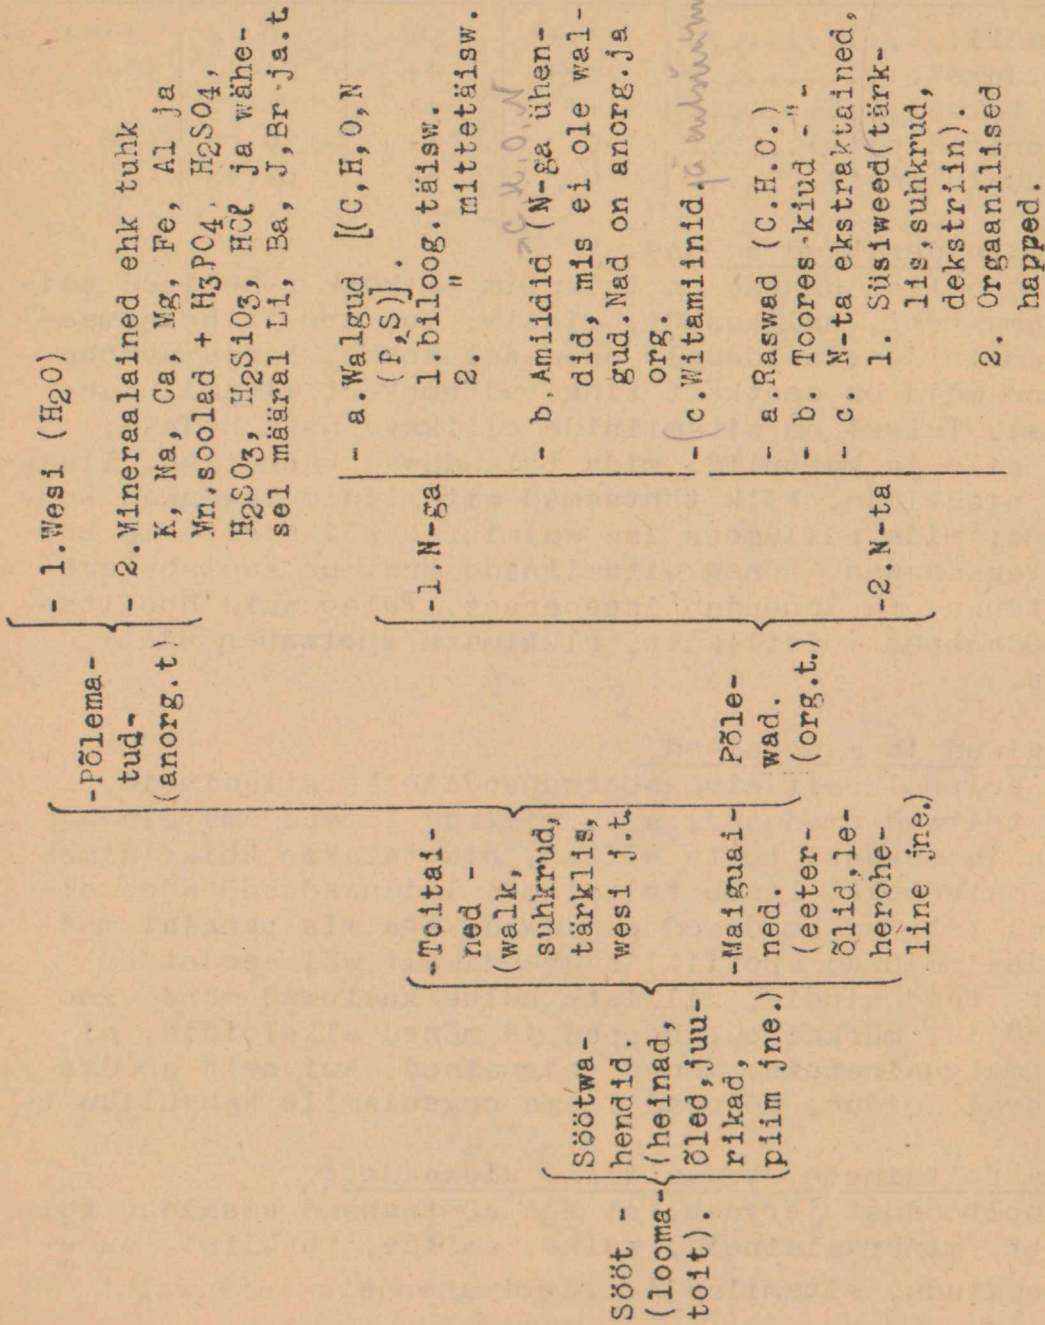 Sööt -
(looma-
toit).
Söötwa-
hendid.
(heinad,
õled,juu-
rikad,
piim jne.)
-Toitai-
ned -
(walk,
suhkrud,
tärklis,
wesi j.t.
-Maiguai-
ned.
(eeter-
õlid,le-
herohe-
line jne.)
-Põlema-
tud-
(anorg.t)
Põle-
wad.
(org.t.)
- 1.Wesi (H2O)
- 2.Mineraalained ehk tuhk
K, Na, Ca, Mg, Fe, Al ja
Mn.soolad + H3PO4, H2SO4,
H2SO3, H2SiO3, HCl ja wähe-
sel määral Li, Ba, J,Br ja.t.
-1.N-ga
- a.Walgud [(C,H,O,N
(P,S)].
1.biloog.täisw.
2. " mittetäisw.
C,H,O,N
- b.Amiidid (N-ga ühen-
did, mis ei ole wal-
gud.Nad on anorg.ja
org.
- c.Witamiinid.
-2.N-ta
- a.Raswad (C.H.O.)
- b. Toores-kiud -"-
- c. N-ta ekstraktained,
1. Süsiweed(tärk-
lis,suhkrud,
dekstriin).
2. Orgaanilised
happed.